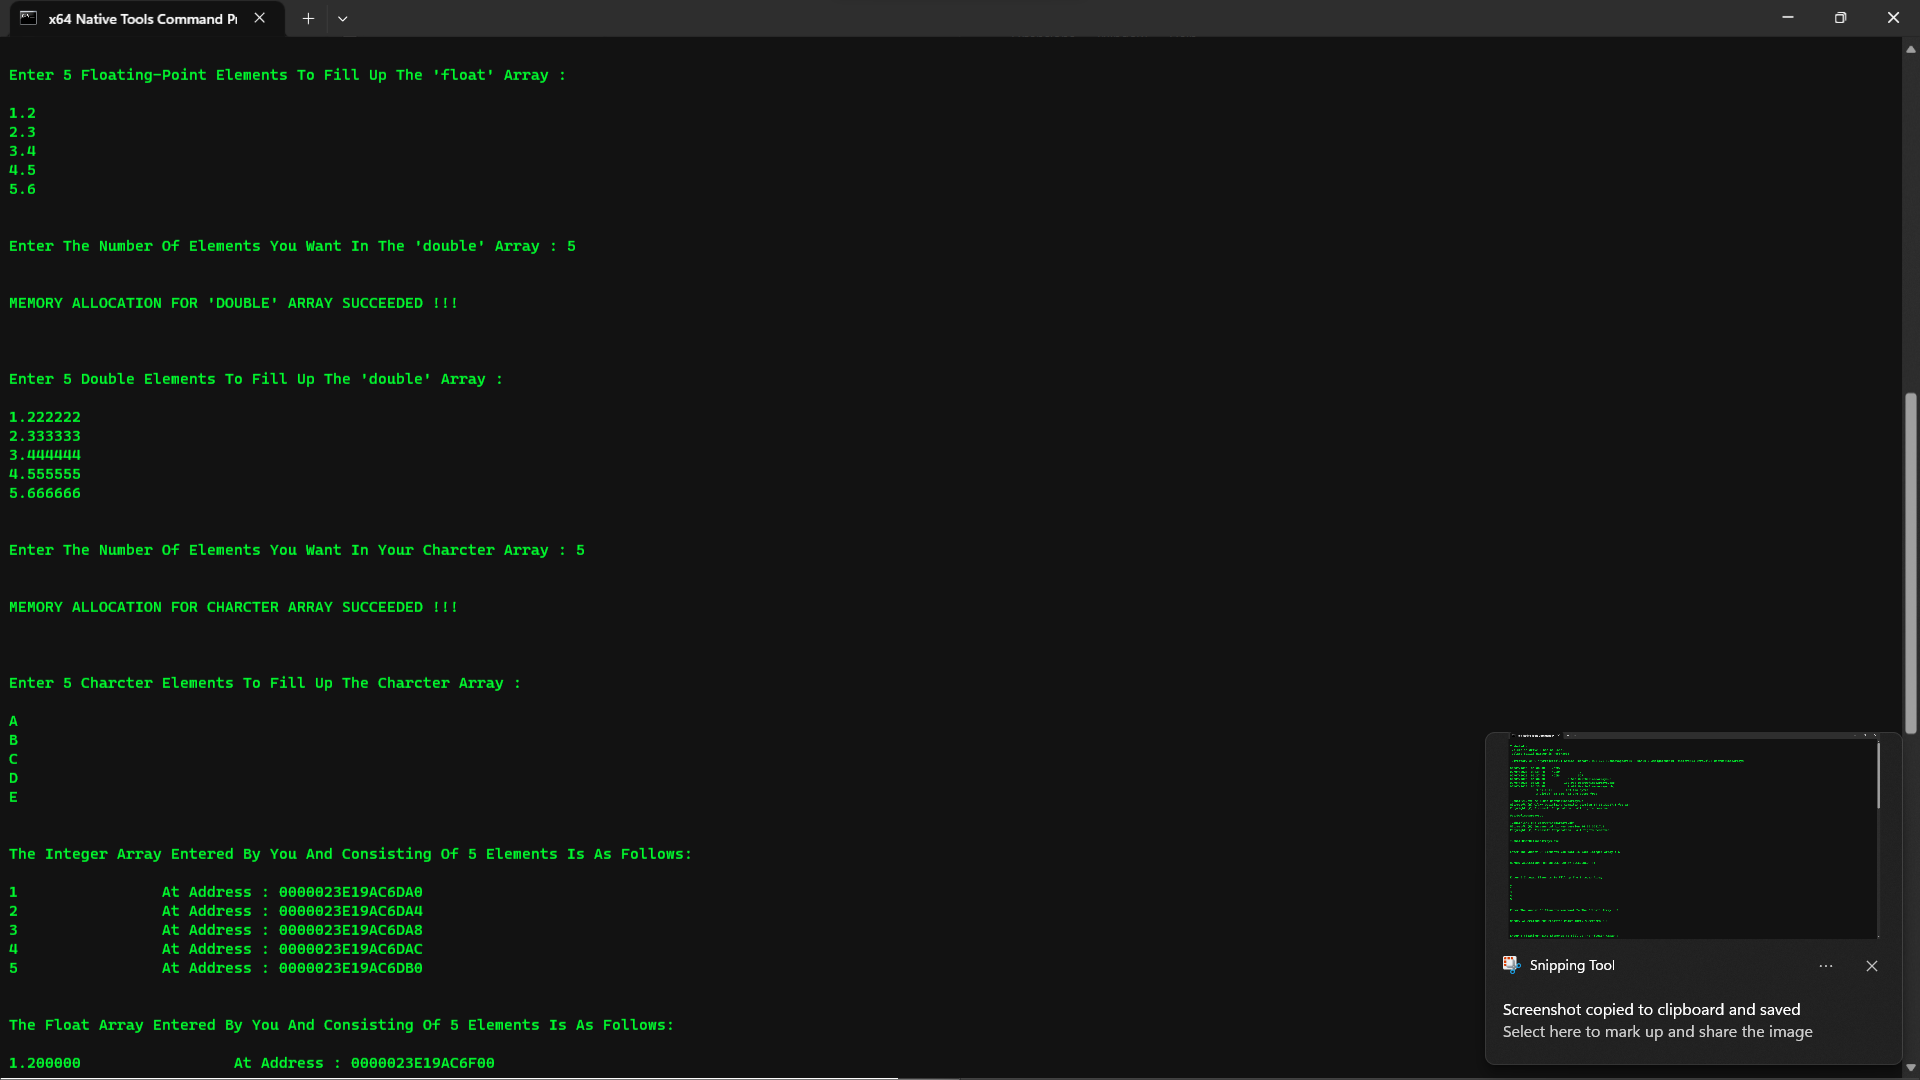 x64 Native Tools Command Pr
Enter 5 Floating-Point Elements To Fill Up The 'float' Array :
1.2
2.3
3.4
4.5
5.6
Enter The Number Of Elements You Want In The 'double' Array : 5
MEMORY ALLOCATION FOR 'DOUBLE' ARRAY SUCCEEDED !!!
Enter 5 Double Elements To Fill Up The 'double' Array :
1.222222
2.333333
3.444444
4.555555
5.666666
Enter The Number Of Elements You Want In Your Charcter Array : 5
MEMORY ALLOCATION FOR CHARCTER ARRAY SUCCEEDED !!!
Enter 5 Charcter Elements To Fill Up The Charcter Array :
A
B
C
D
E
The Integer Array Entered By You And Consisting Of 5 Elements Is As Follows:
1 At Address : 0000023E19AC6DA0
2 At Address : 0000023E19AC6DA4
3 At Address : 0000023E19AC6DA8
4 At Address : 0000023E19AC6DAC
5 At Address : 0000023E19AC6DB0
The Float Array Entered By You And Consisting Of 5 Elements Is As Follows:
1.200000 At Address : 0000023E19AC6F00
Snipping Tool
Screenshot copied to clipboard and saved
Select here to mark up and share the image